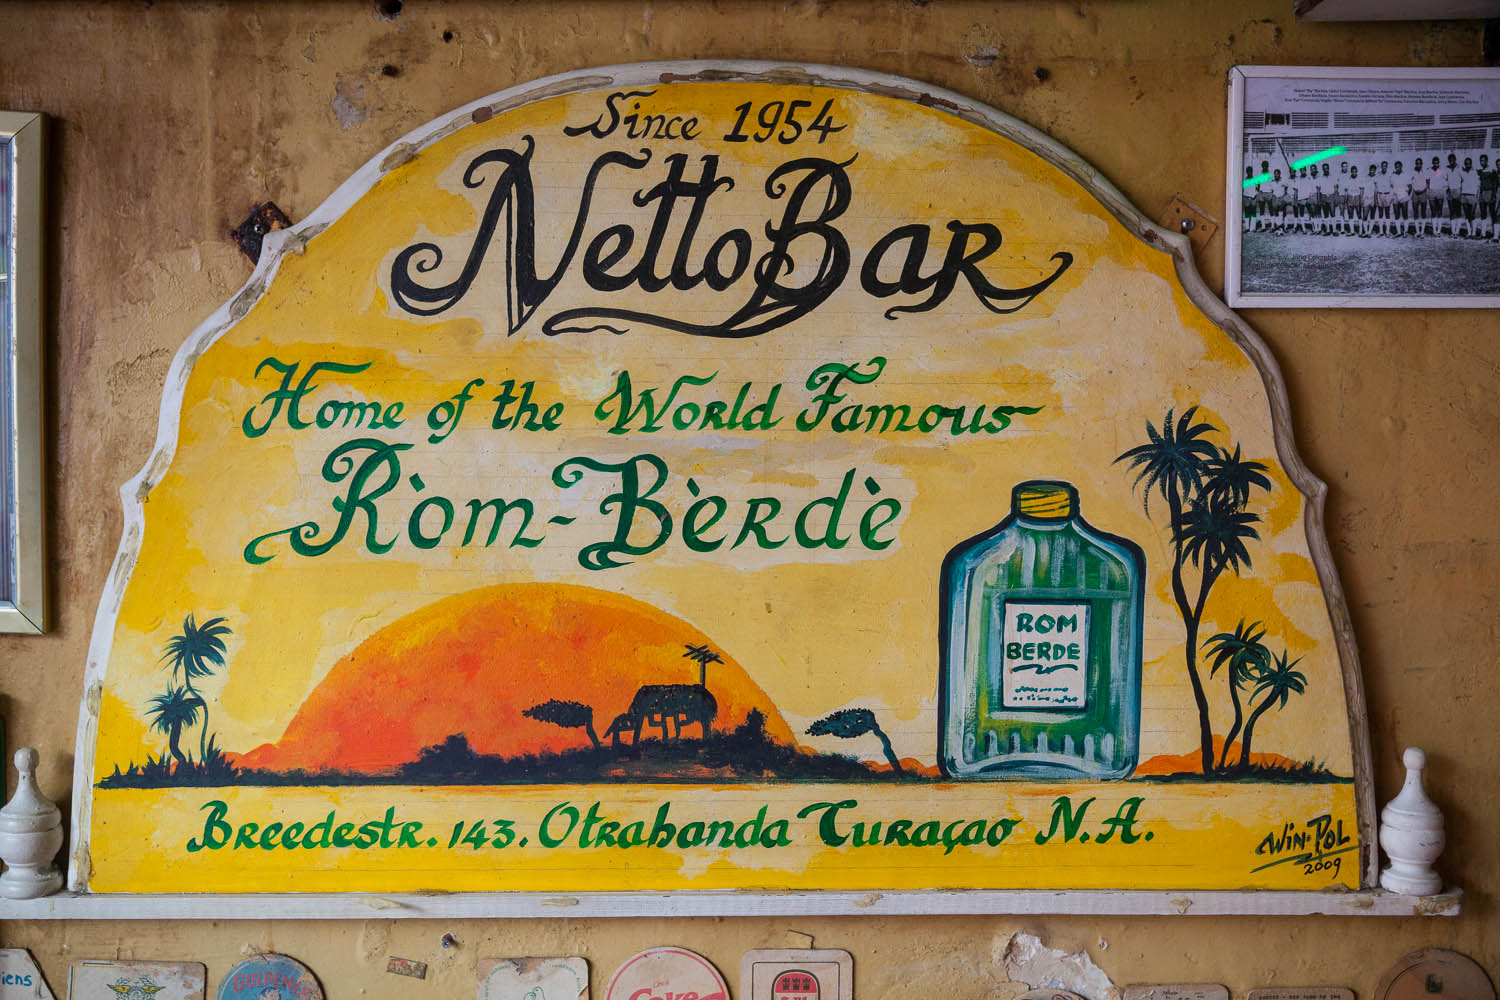 Since 1954
Netto Bar
Home of the World Famous
Ròm-Bèrdè
ROM
BERDE
Breedestr. 143. Otrabanda Curaçao N.A.
Win-Pol
2009
iens